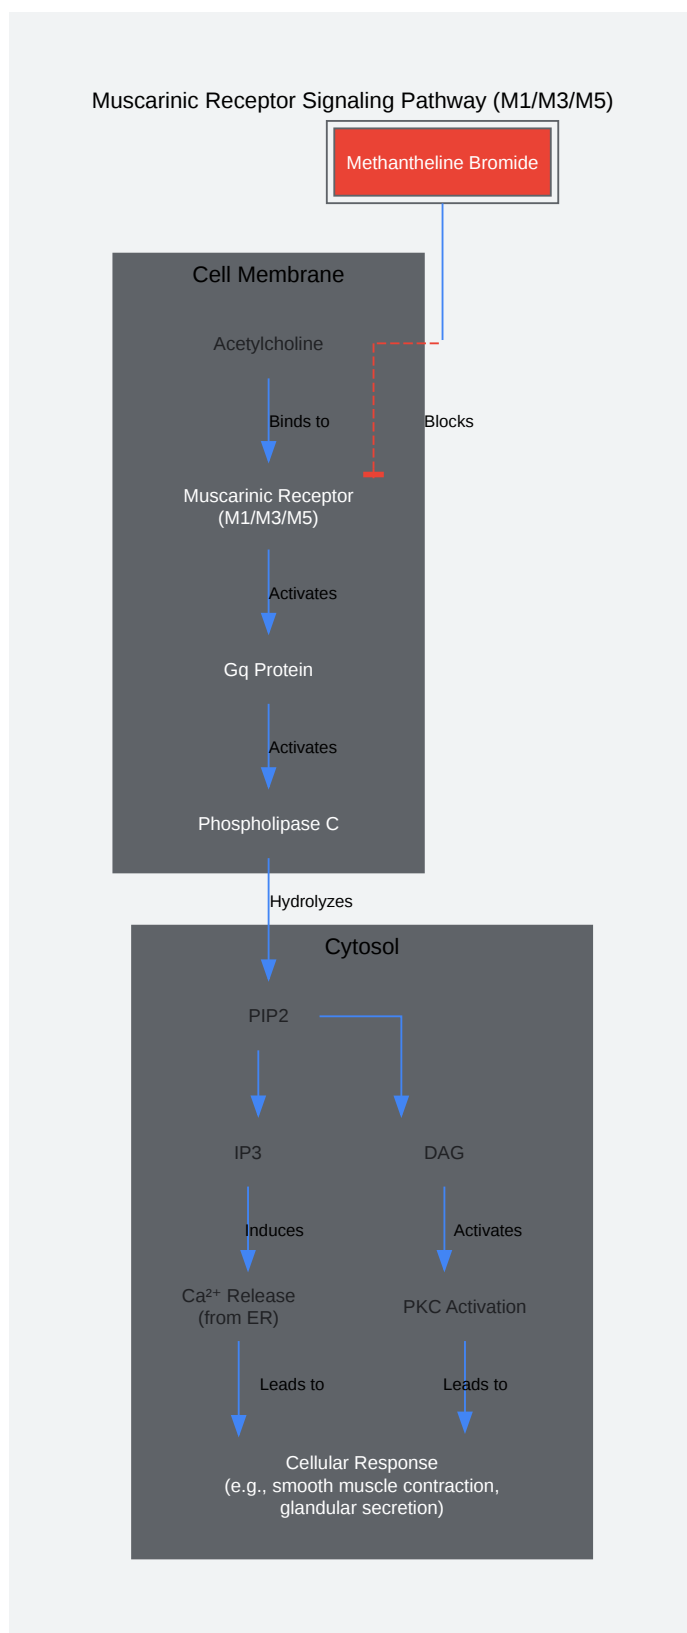 Muscarinic Receptor Signaling Pathway (M1/M3/M5)
Methantheline Bromide
Cell Membrane
Acetylcholine
Binds to
Blocks
Muscarinic Receptor
(M1/M3/M5)
Activates
Gq Protein
Activates
Phospholipase C
Hydrolyzes
Cytosol
PIP2
IP3
DAG
Induces
Activates
Ca²⁺ Release
(from ER)
PKC Activation
Leads to
Leads to
Cellular Response
(e.g., smooth muscle contraction,
glandular secretion)